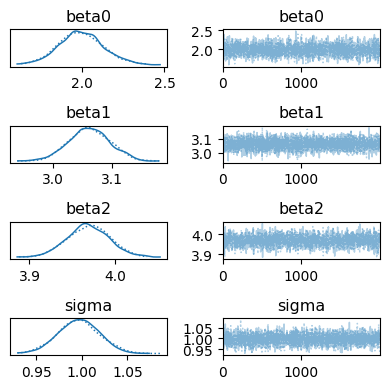 beta0 beta0
2.5
2.0
2.0 2.5 0 1000
beta1 beta1
3.1
3.0
3.0 3.1 0 1000
beta2 beta2
4.0
3.9
3.9 4.0 0 1000
sigma sigma
1.05
1.00
0.95
0.95 1.00 1.05 0 1000